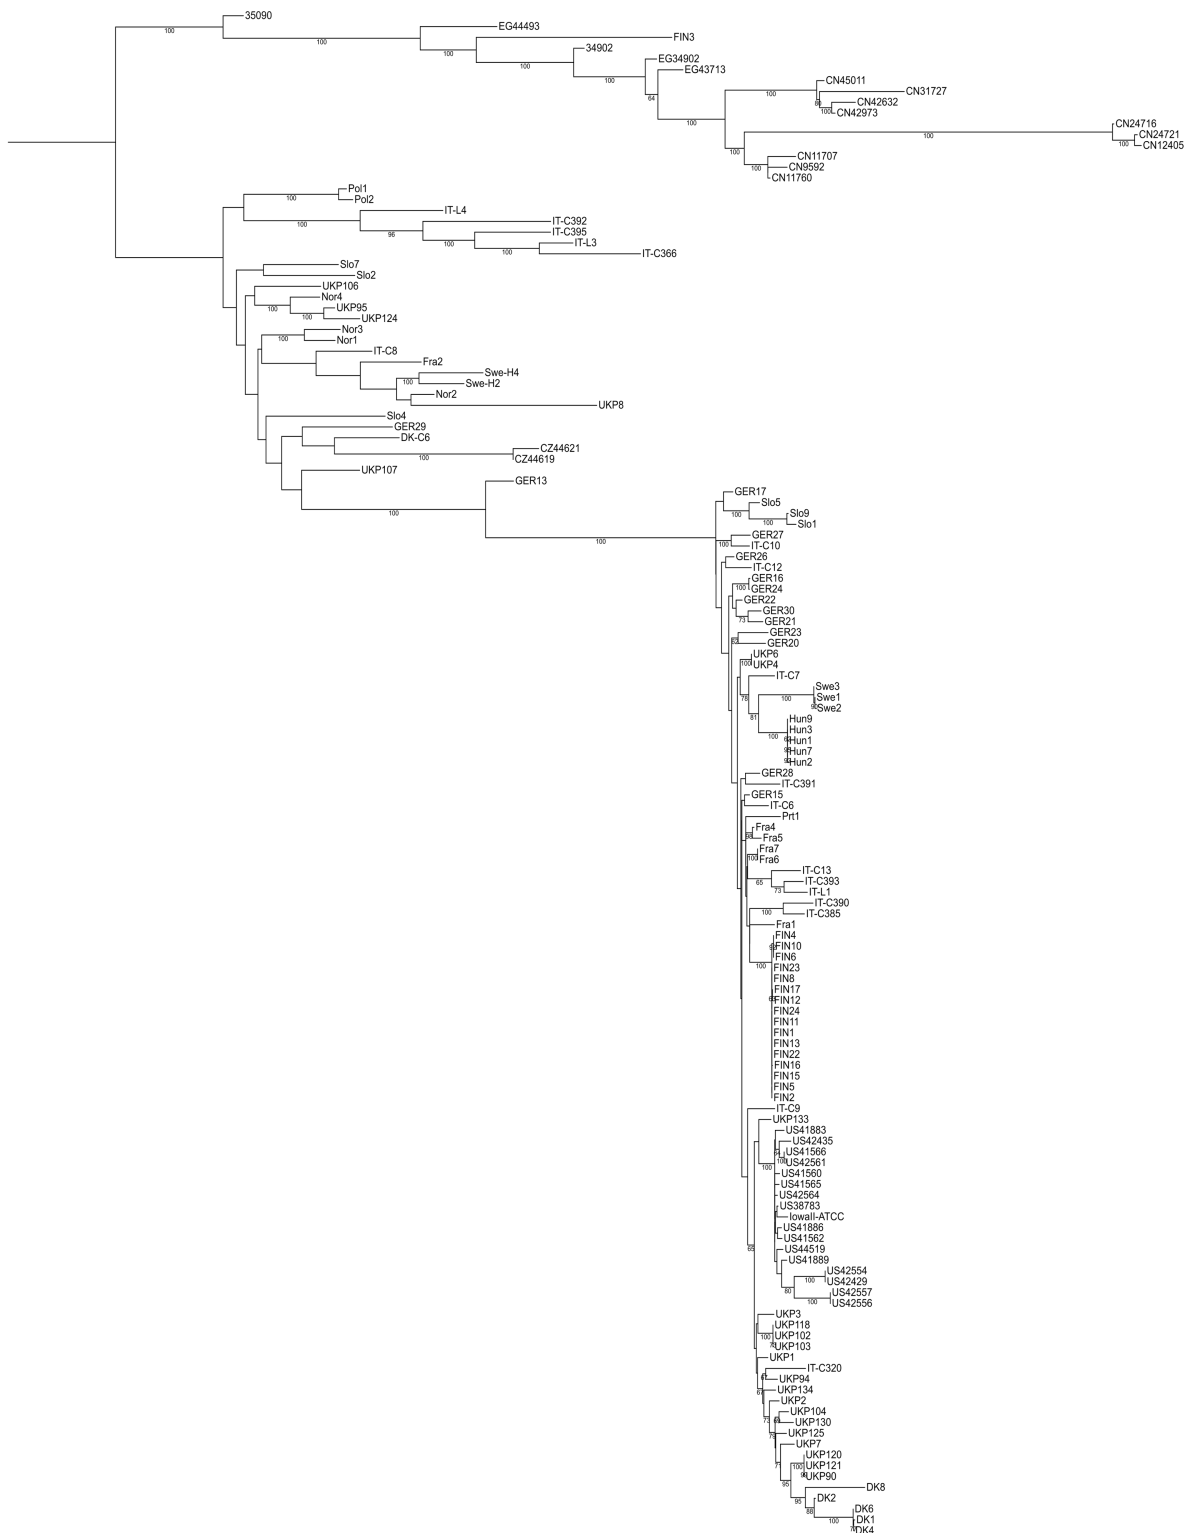 35090
100
EG44493
100
FIN3
100
34902
100
EG34902
100
EG43713
64
CN45011
100
CN31727
CN42632
100
CN42973
100
CN24716
100
CN24721
100
CN12405
100
CN11707
100
CN9592
CN11760
Pol1
100
Pol2
IT-L4
100
IT-C392
96
IT-C395
100
IT-L3
100
IT-C366
Slo7
Slo2
UKP106
Nor4
100
UKP95
100
UKP124
Nor3
100
Nor1
IT-C8
Fra2
Swe-H4
100
Swe-H2
Nor2
UKP8
Slo4
GER29
DK-C6
CZ44621
100
CZ44619
UKP107
GER13
100
GER17
Slo5
100
Slo9
100
Slo1
100
GER27
100
IT-C10
GER26
IT-C12
GER16
100
GER24
GER22
GER30
73
GER21
GER23
GER20
UKP6
100
UKP4
IT-C7
78
Swe3
100
Swe1
Swe2
81
Hun9
Hun3
100
Hun1
Hun7
Hun2
GER28
IT-C391
GER15
IT-C6
Prt1
Fra4
98
Fra5
Fra7
100
Fra6
IT-C13
65
IT-C393
73
IT-L1
IT-C390
100
IT-C385
Fra1
FIN4
FIN10
FIN6
100
FIN23
FIN8
FIN17
FIN12
FIN24
FIN11
FIN1
FIN13
FIN22
FIN16
FIN15
FIN5
FIN2
IT-C9
UKP133
US41883
US42435
US41566
100
US42561
US41560
US41565
US42564
US38783
IowaII-ATCC
US41886
US41562
65
US44519
US41889
US42554
100
US42429
80
US42557
100
US42556
UKP3
UKP118
100
UKP102
UKP103
UKP1
IT-C320
UKP94
67
UKP134
UKP2
73
UKP104
UKP130
79
UKP125
UKP7
71
UKP120
100
UKP121
UKP90
95
DK8
95
DK2
88
DK6
100
DK1
DK4